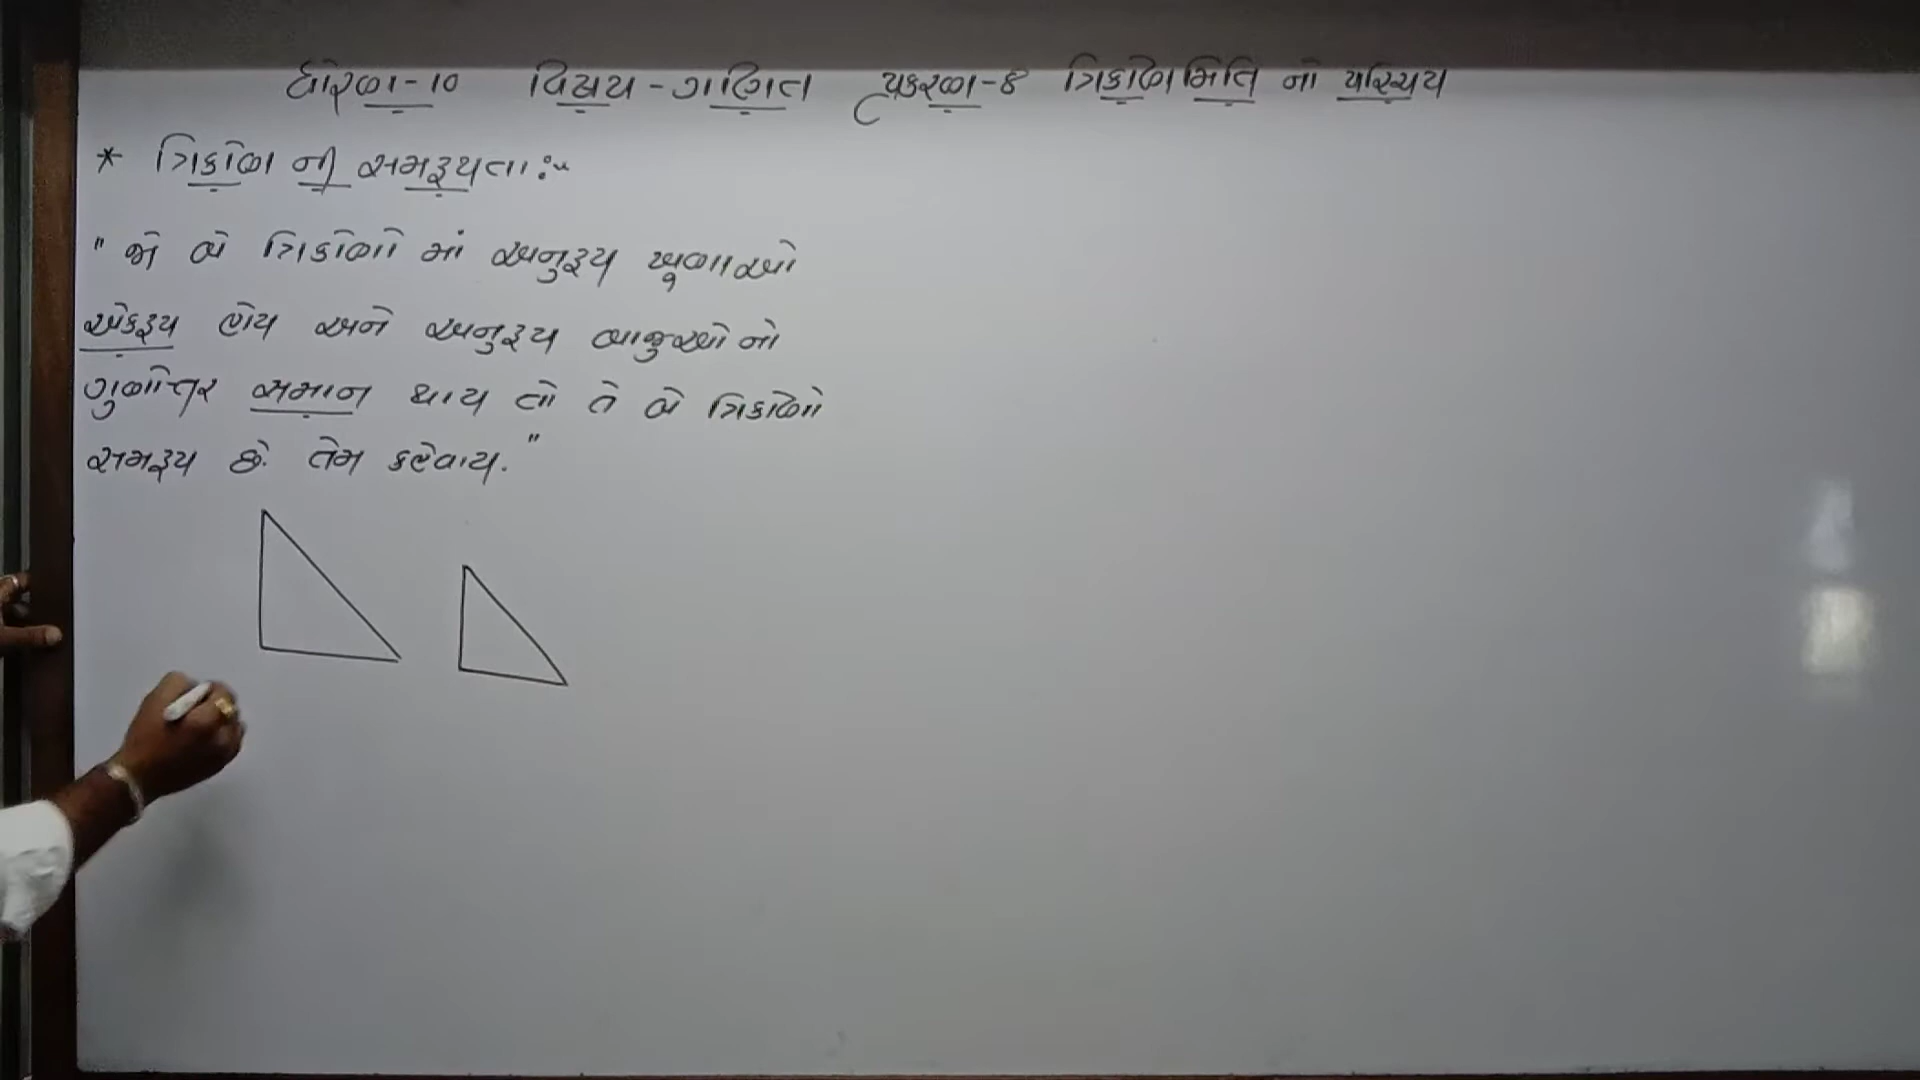 ધોરણ-10 વિષય-ગણિત પ્રકરણ-8 ત્રિકોણમિતિ નો પરિચય
* ત્રિકોણ ની સમરૂપતા:-
" જો બે ત્રિકોણો માં અનુરૂપ ખુણાઓ
એકરૂપ હોય અને અનુરૂપ બાજુઓ નો
ગુણોત્તર સમાન થાય તો તે બે ત્રિકોણો
સમરૂપ છે તેમ કહેવાય."